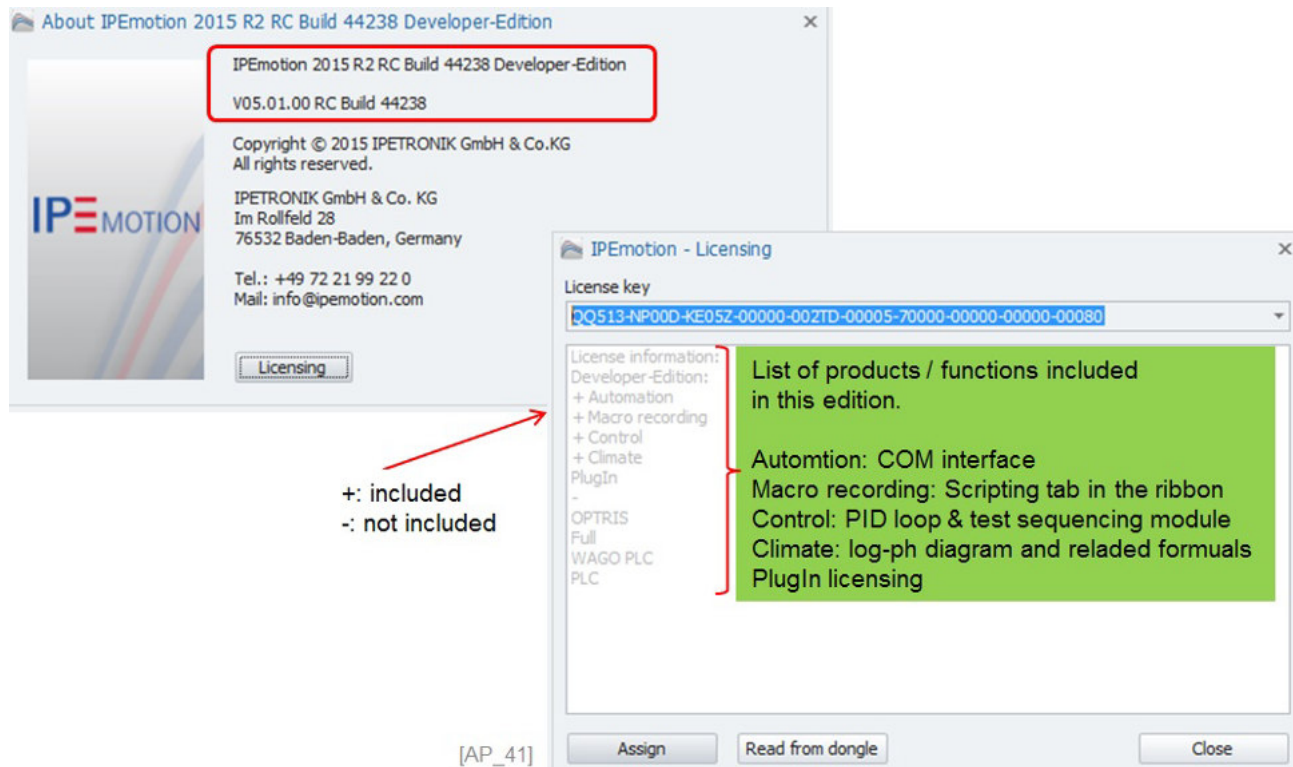 About IPEmotion 2015 R2 RC Build 44238 Developer-Edition
IPEmotion 2015 R2 RC Build 44238 Developer-Edition
V05.01.00 RC Build 44238
Copyright © 2015 IPETRONIK GmbH & Co.KG
All rights reserved.
IPETRONIK GmbH & Co. KG
Im Rollfeld 28
76532 Baden-Baden, Germany
Tel.: +49 72 21 99 22 0
Mail: info@ipemotion.com
IPEMOTION
Licensing
+: included
-: not included
IPEmotion - Licensing
License key
QQ513-NP00D-KE05Z-00000-002TD-00005-70000-00000-00000-00080
License information:
Developer-Edition:
+ Automation
+ Macro recording
+ Control
+ Climate
PlugIn
-
OPTRIS
Full
WAGO PLC
PLC
List of products / functions included
in this edition.
Automtion: COM interface
Macro recording: Scripting tab in the ribbon
Control: PID loop & test sequencing module
Climate: log-ph diagram and reladed formuals
PlugIn licensing
[AP_41]
Assign
Read from dongle
Close